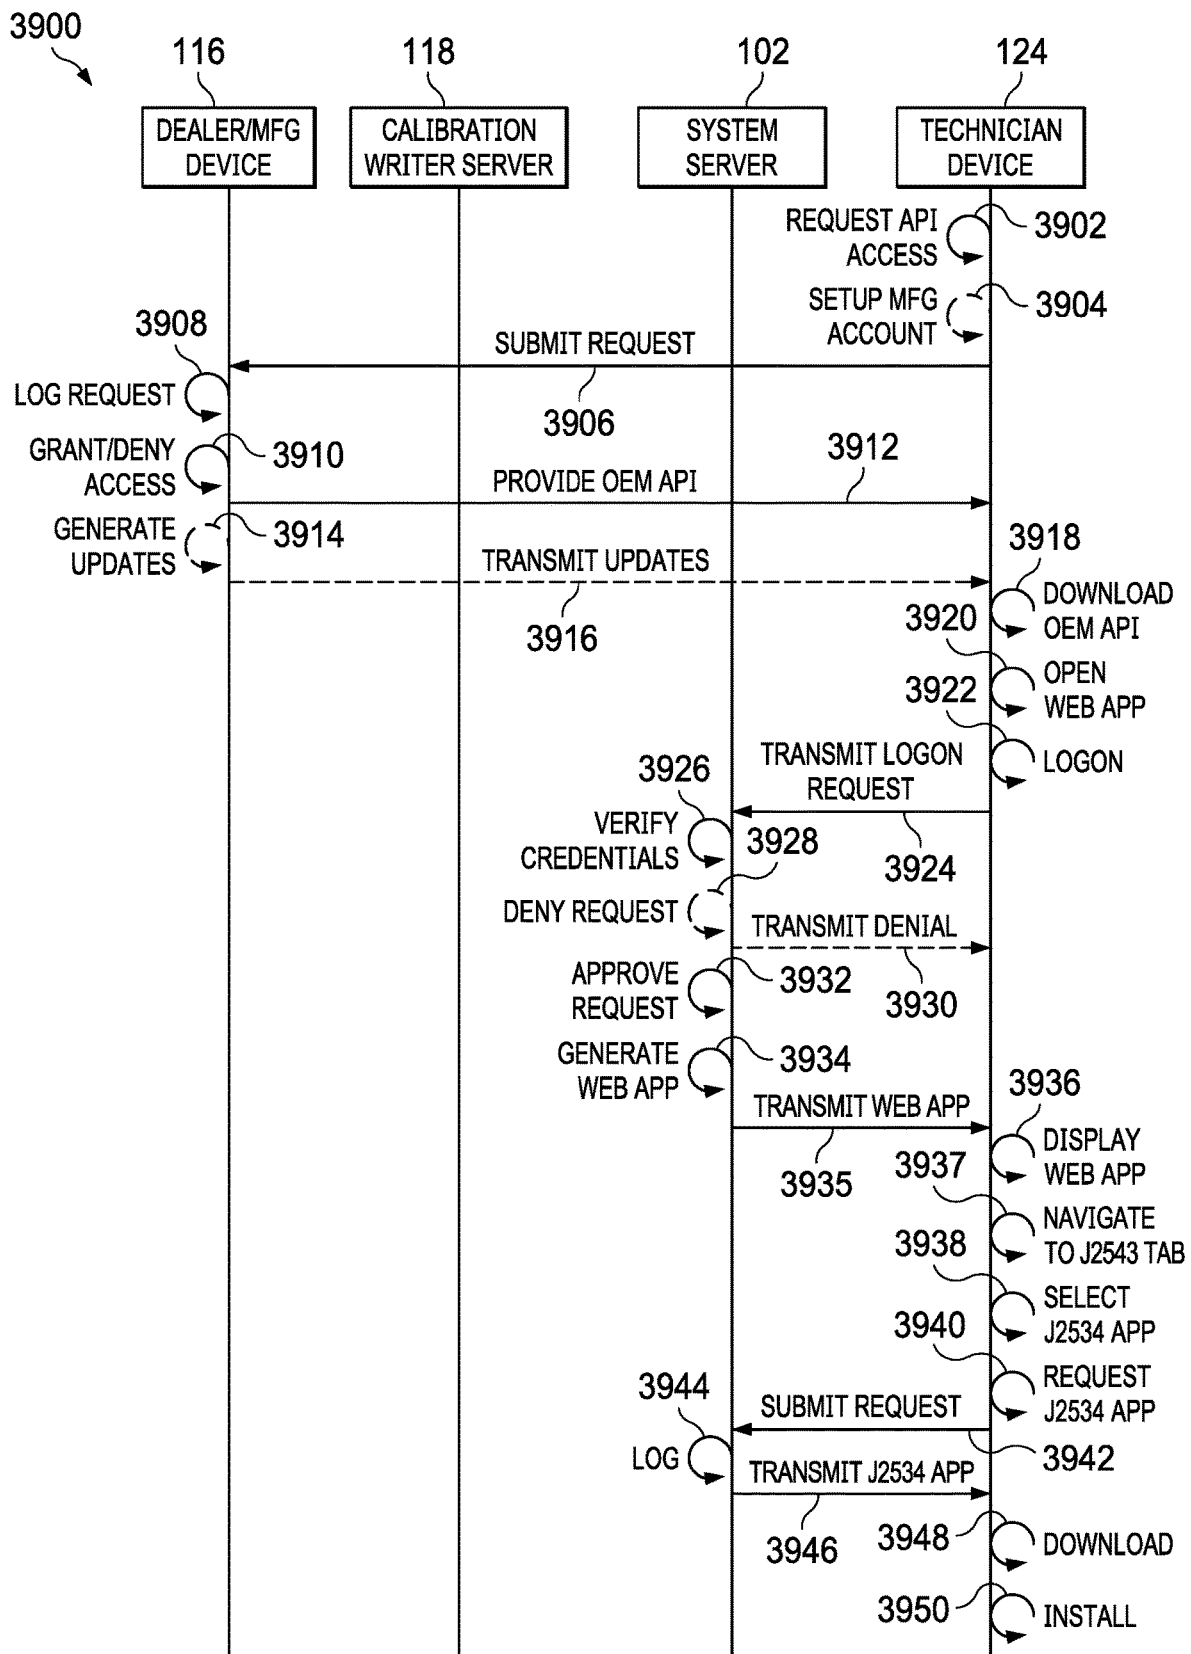 3900
116
118
102
124
DEALER/MFG
DEVICE
CALIBRATION
WRITER SERVER
SYSTEM
SERVER
TECHNICIAN
DEVICE
REQUEST API
ACCESS
3902
SETUP MFG
ACCOUNT
3904
3908
SUBMIT REQUEST
LOG REQUEST
3906
GRANT/DENY
ACCESS
3910
3912
PROVIDE OEM API
GENERATE
UPDATES
3914
TRANSMIT UPDATES
3916
3918
DOWNLOAD
OEM API
3920
OPEN
WEB APP
3922
LOGON
TRANSMIT LOGON
REQUEST
3926
VERIFY
CREDENTIALS
3924
3928
DENY REQUEST
TRANSMIT DENIAL
3930
APPROVE
REQUEST
3932
GENERATE
WEB APP
3934
TRANSMIT WEB APP
3935
3936
DISPLAY
WEB APP
3937
NAVIGATE
TO J2543 TAB
3938
SELECT
J2534 APP
3940
REQUEST
J2534 APP
3944
SUBMIT REQUEST
3942
LOG
TRANSMIT J2534 APP
3946
3948
DOWNLOAD
3950
INSTALL